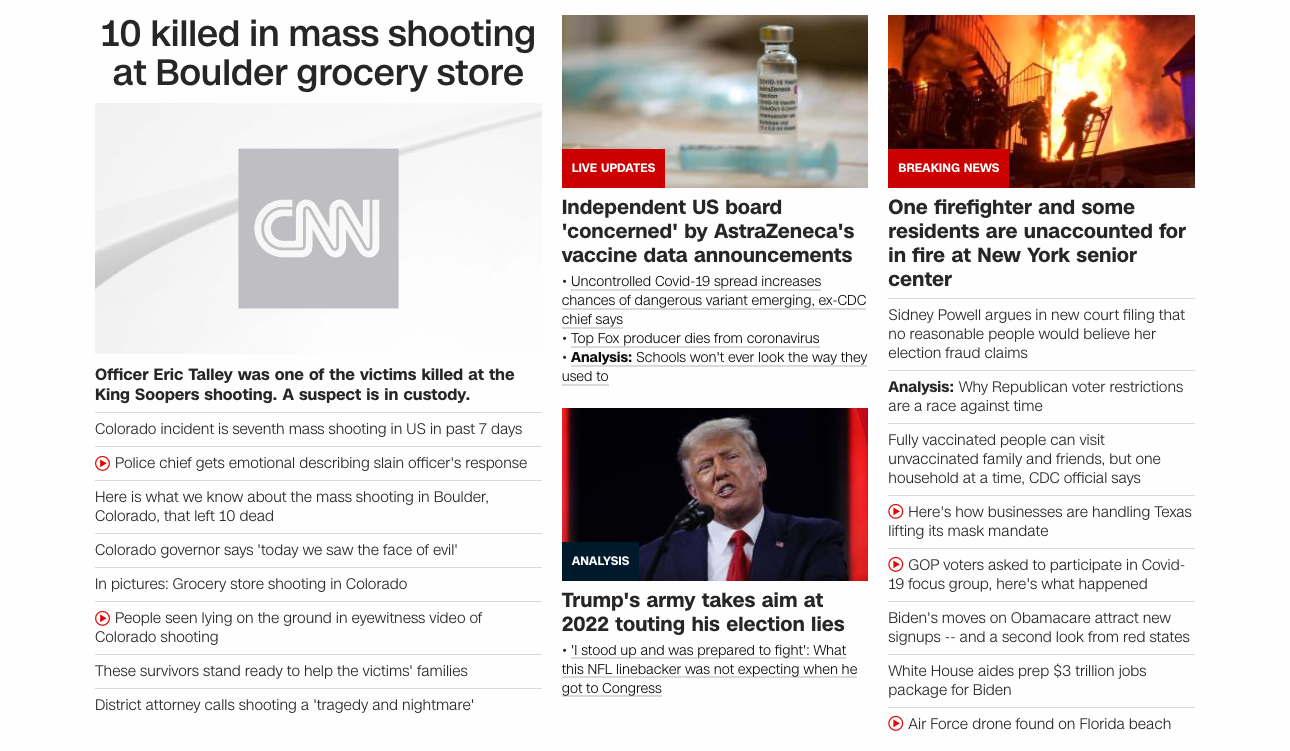 10 killed in mass shooting
at Boulder grocery store
CNN
Officer Eric Talley was one of the victims killed at the
King Soopers shooting. A suspect is in custody.
Colorado incident is seventh mass shooting in US in past 7 days
Police chief gets emotional describing slain officer's response
Here is what we know about the mass shooting in Boulder,
Colorado, that left 10 dead
Colorado governor says 'today we saw the face of evil'
In pictures: Grocery store shooting in Colorado
People seen lying on the ground in eyewitness video of
Colorado shooting
These survivors stand ready to help the victims' families
District attorney calls shooting a 'tragedy and nightmare'
COVID-19 Vaccine
AstraZeneca
LIVE UPDATES
Independent US board
'concerned' by AstraZeneca's
vaccine data announcements
• Uncontrolled Covid-19 spread increases
chances of dangerous variant emerging, ex-CDC
chief says
• Top Fox producer dies from coronavirus
• Analysis: Schools won't ever look the way they
used to
ANALYSIS
Trump's army takes aim at
2022 touting his election lies
• 'I stood up and was prepared to fight': What
this NFL linebacker was not expecting when he
got to Congress
BREAKING NEWS
One firefighter and some
residents are unaccounted for
in fire at New York senior
center
Sidney Powell argues in new court filing that
no reasonable people would believe her
election fraud claims
Analysis: Why Republican voter restrictions
are a race against time
Fully vaccinated people can visit
unvaccinated family and friends, but one
household at a time, CDC official says
Here's how businesses are handling Texas
lifting its mask mandate
GOP voters asked to participate in Covid-
19 focus group, here's what happened
Biden's moves on Obamacare attract new
signups -- and a second look from red states
White House aides prep $3 trillion jobs
package for Biden
Air Force drone found on Florida beach